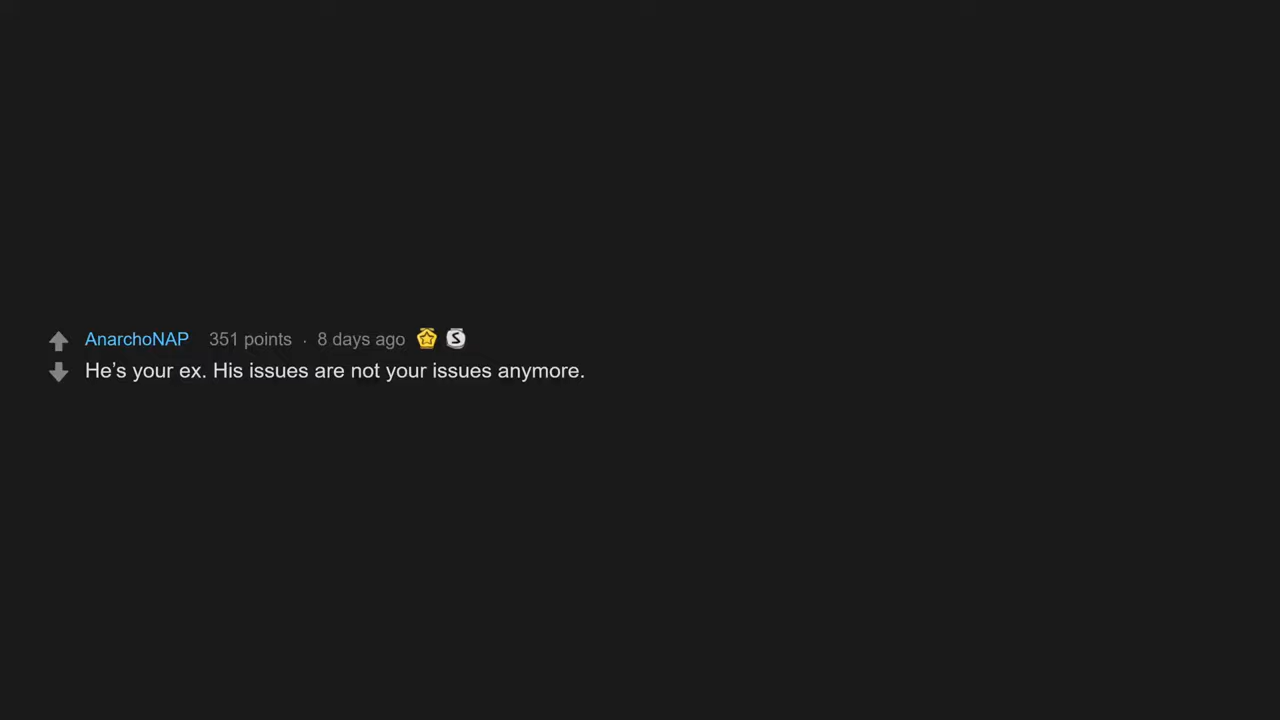 AnarchoNAP 351 points · 8 days ago S
He’s your ex. His issues are not your issues anymore.